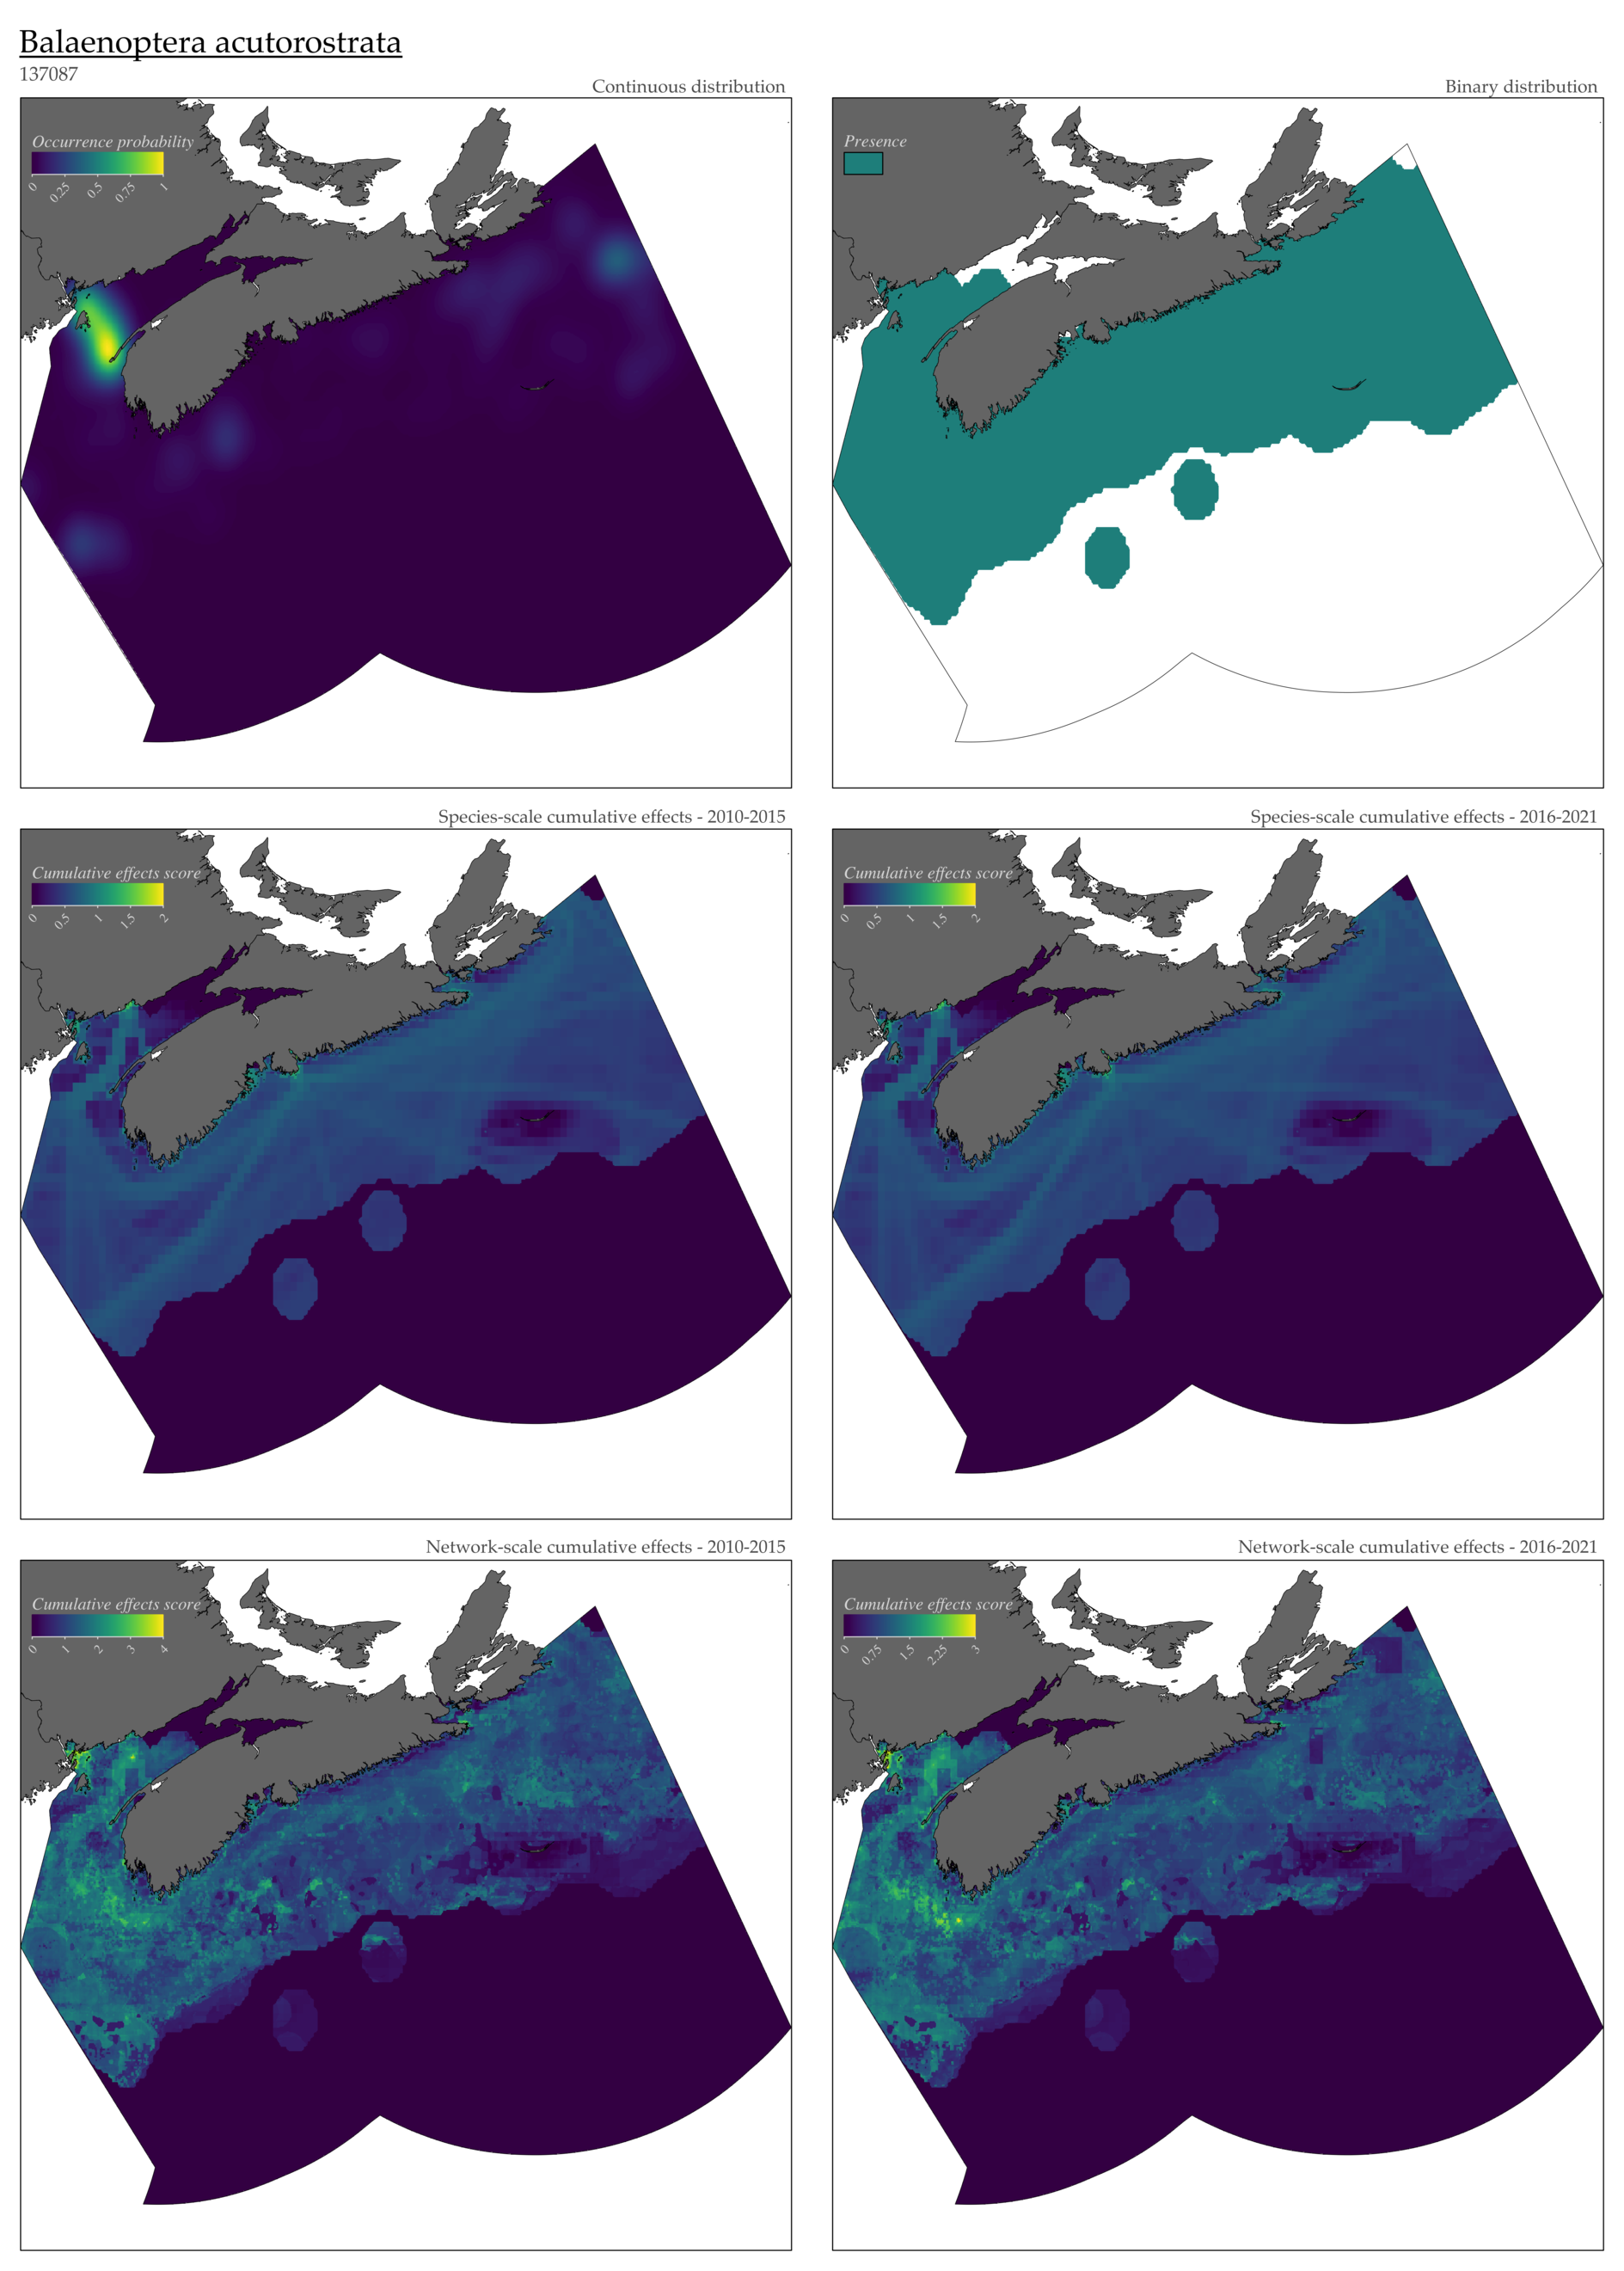 Balaenoptera acutorostrata
137087
Continuous distribution
Occurrence probability
0 0.25 0.5 0.75 1
Binary distribution
Presence
Species-scale cumulative effects - 2010-2015
Cumulative effects score
0 0.5 1 1.5 2
Species-scale cumulative effects - 2016-2021
Cumulative effects score
0 0.5 1 1.5 2
Network-scale cumulative effects - 2010-2015
Cumulative effects score
0 1 2 3 4
Network-scale cumulative effects - 2016-2021
Cumulative effects score
0 0.75 1.5 2.25 3